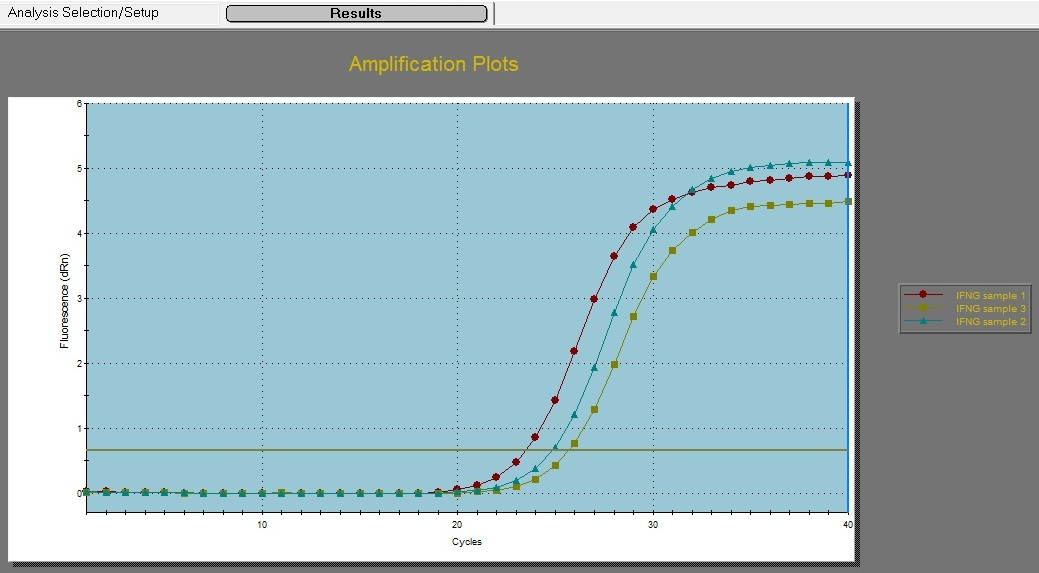 Analysis Selection/Setup
Results
Amplification Plots
Fluorescence (dRn)
6
5
4
3
2
1
0
10
20
30
40
Cycles
IFNG sample 1
IFNG sample 3
IFNG sample 2